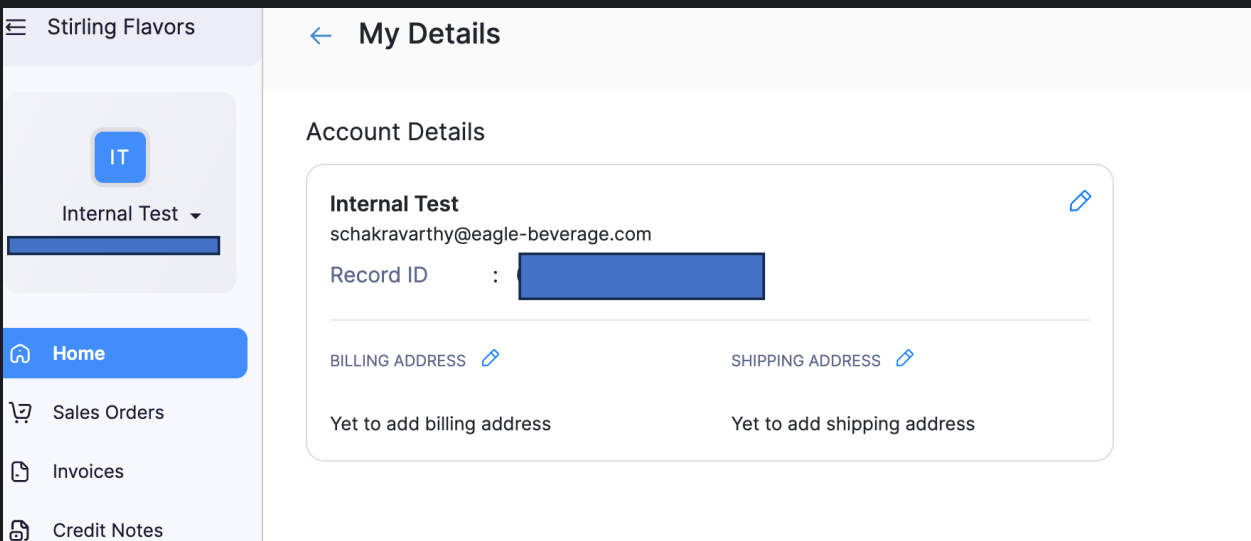 Stirling Flavors
My Details
IT
Internal Test
Home
Sales Orders
Invoices
Credit Notes
Account Details
Internal Test
schakravarthy@eagle-beverage.com
Record ID :
BILLING ADDRESS
Yet to add billing address
SHIPPING ADDRESS
Yet to add shipping address